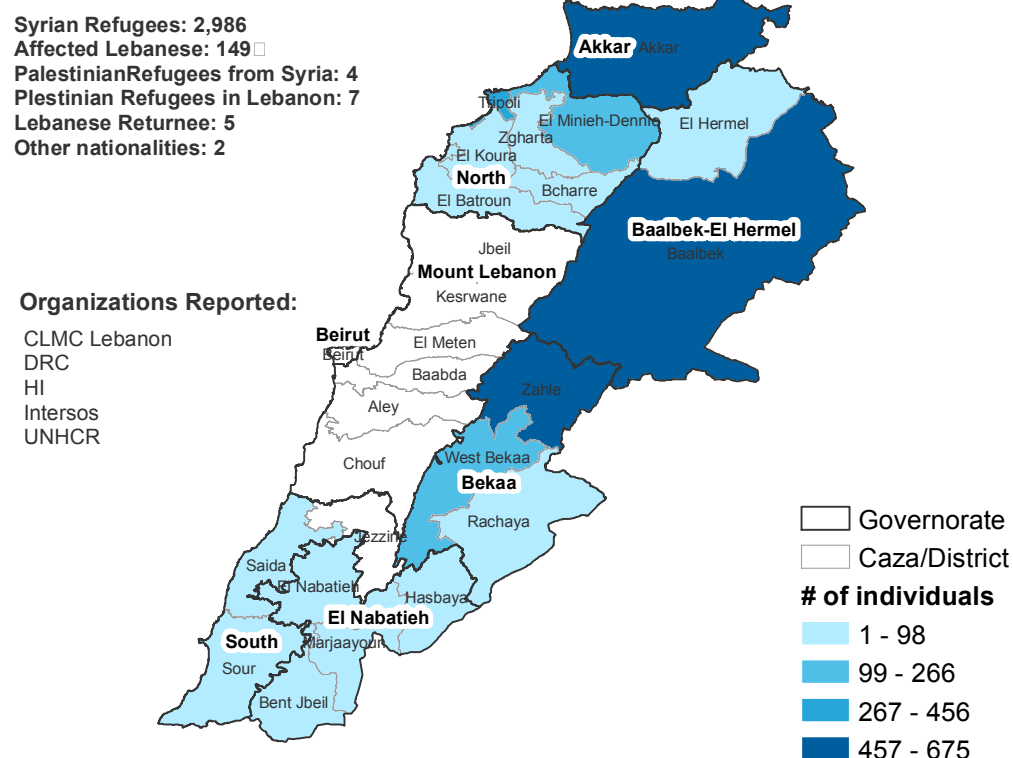 Syrian Refugees: 2,986
Affected Lebanese: 149
PalestinianRefugees from Syria: 4
Plestinian Refugees in Lebanon: 7
Lebanese Returnee: 5
Other nationalities: 2
Organizations Reported:
CLMC Lebanon
DRC
HI
Intersos
UNHCR
Akkar
Akkar
Tripoli
El Minieh-Dennie
El Hermel
Zgharta
El Koura
North
Bcharre
El Batroun
Baalbek-El Hermel
Baalbek
Jbeil
Mount Lebanon
Kesrwane
Beirut
Beirut
El Meten
Baabda
Zahle
Aley
West Bekaa
Chouf
Bekaa
Rachaya
Jezzine
Saida
El Nabatieh
Hasbaya
El Nabatieh
South
Marjaayoun
Sour
Bent Jbeil
Governorate
Caza/District
# of individuals
1 - 98
99 - 266
267 - 456
457 - 675